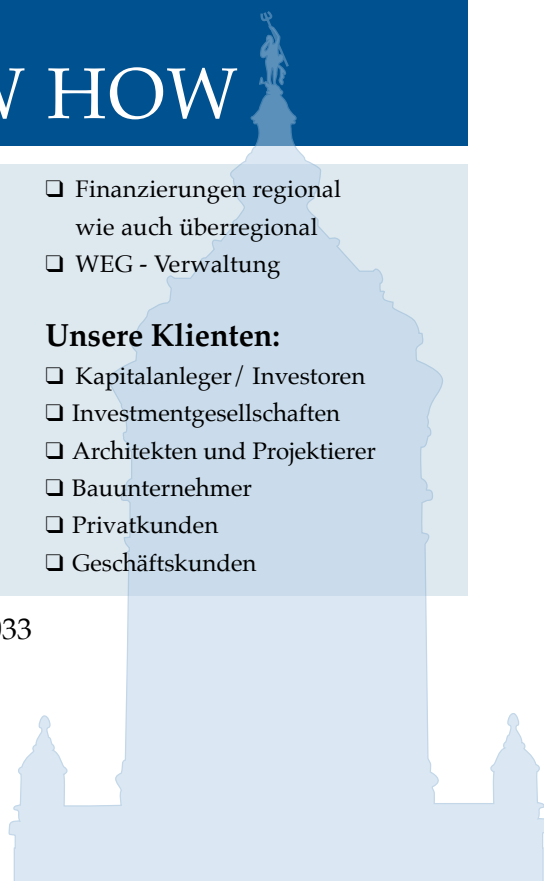 W HOW
❑ Finanzierungen regional
wie auch überregional
❑ WEG - Verwaltung
Unsere Klienten:
❑ Kapitalanleger / Investoren
❑ Investmentgesellschaften
❑ Architekten und Projektierer
❑ Bauunternehmer
❑ Privatkunden
❑ Geschäftskunden
033